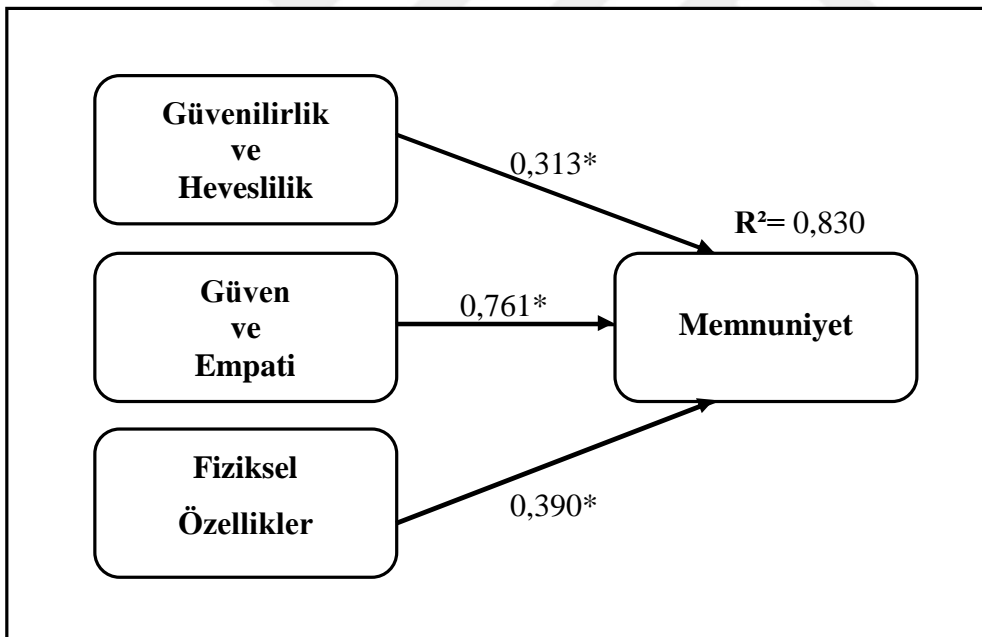 Güvenilirlik
ve
Heveslilik
0,313*
R²= 0,830
Güven
ve
Empati
0,761*
Memnuniyet
Fiziksel
Özellikler
0,390*